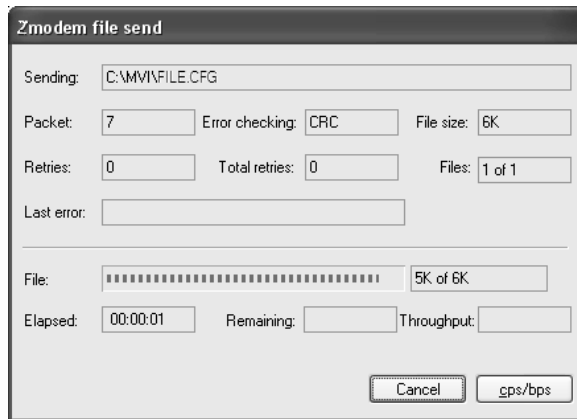 Zmodem file send
Sending: C:\MVI\FILE.CFG
Packet: 7 Error checking: CRC File size: 6K
Retries: 0 Total retries: 0 Files: 1 of 1
Last error:
File: 5K of 6K
Elapsed: 00:00:01 Remaining: Throughput:
Cancel cps/bps